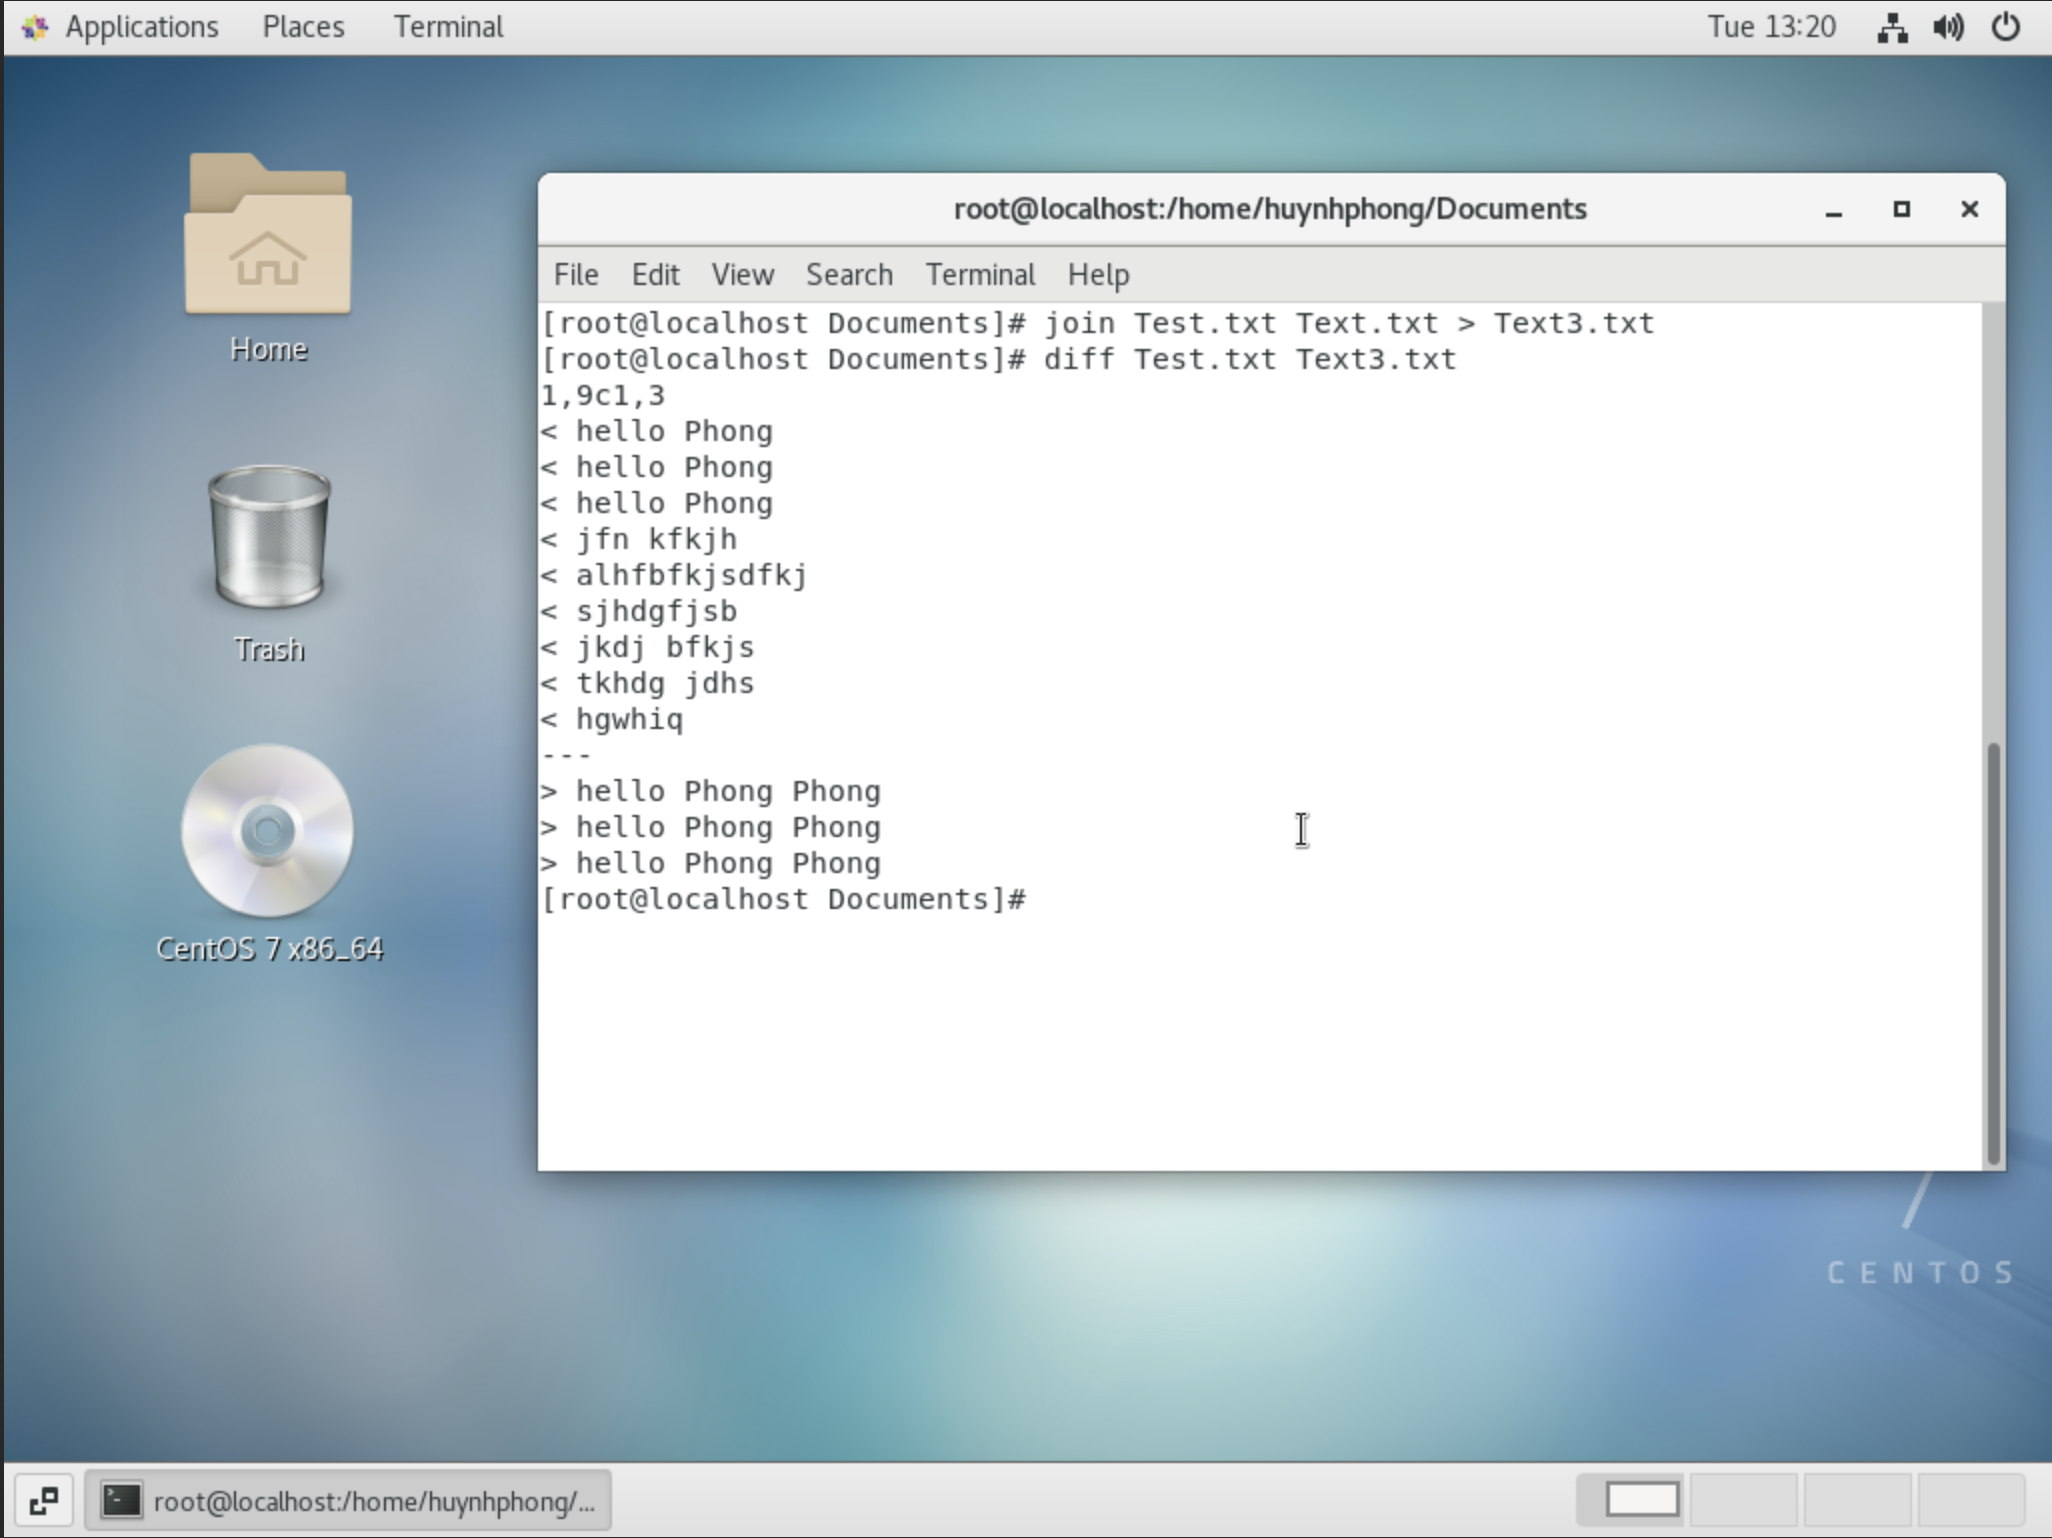 Applications Places Terminal Tue 13:20
root@localhost:/home/huynhphong/Documents
File Edit View Search Terminal Help
[root@localhost Documents]# join Test.txt Text.txt > Text3.txt
[root@localhost Documents]# diff Test.txt Text3.txt
1,9c1,3
< hello Phong
< hello Phong
< hello Phong
< jfn kfkjh
< alhfbfkjsdfkj
< sjhdgfjsb
< jkdj bfkjs
< tkhdg jdhs
< hgwhiq
---
> hello Phong Phong
> hello Phong Phong
> hello Phong Phong
[root@localhost Documents]#
Home
Trash
CentOS 7 x86_64
7
CENTOS
root@localhost:/home/huynhphong/...